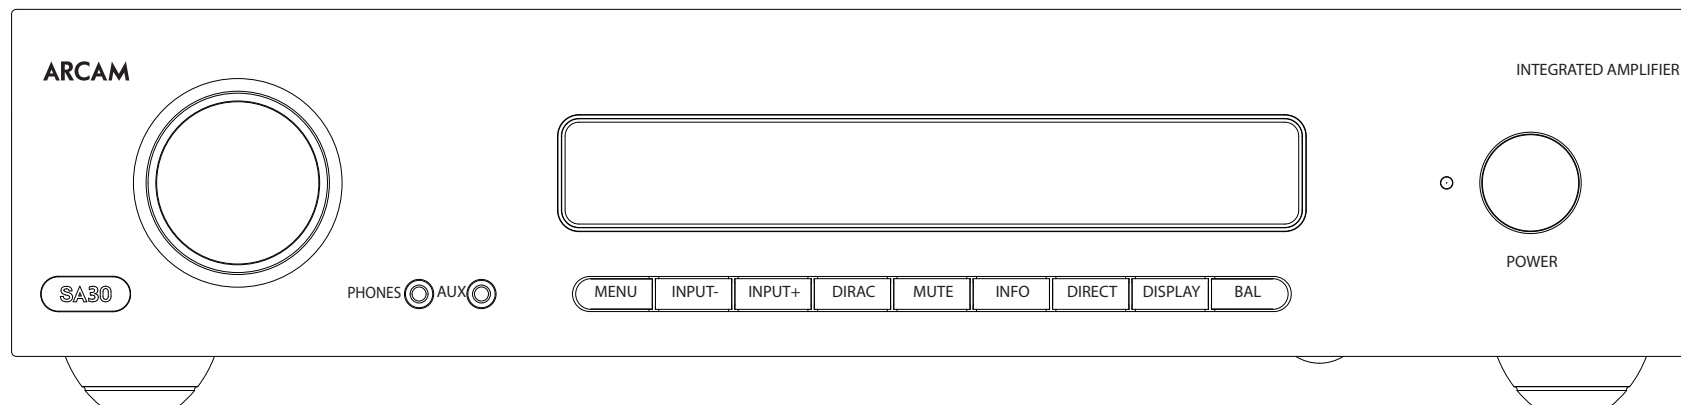 ARCAM
INTEGRATED AMPLIFIER
POWER
SA30
PHONES
AUX
MENU
INPUT-
INPUT+
DIRAC
MUTE
INFO
DIRECT
DISPLAY
BAL